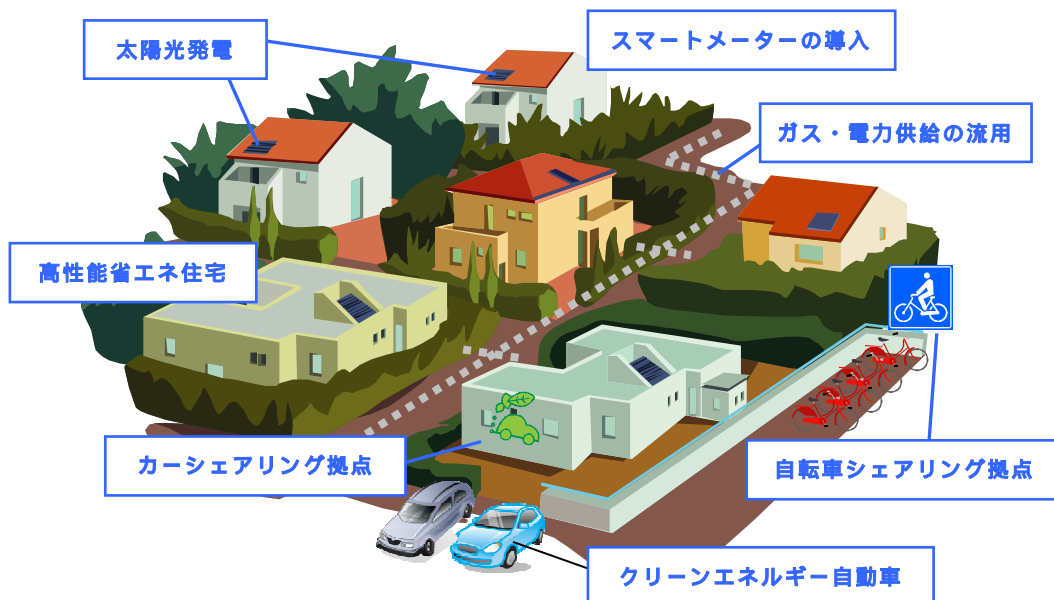 太陽光発電
スマートメーターの導入
ガス・電力供給の流用
高性能省エネ住宅
カーシェアリング拠点
自転車シェアリング拠点
クリーンエネルギー自動車